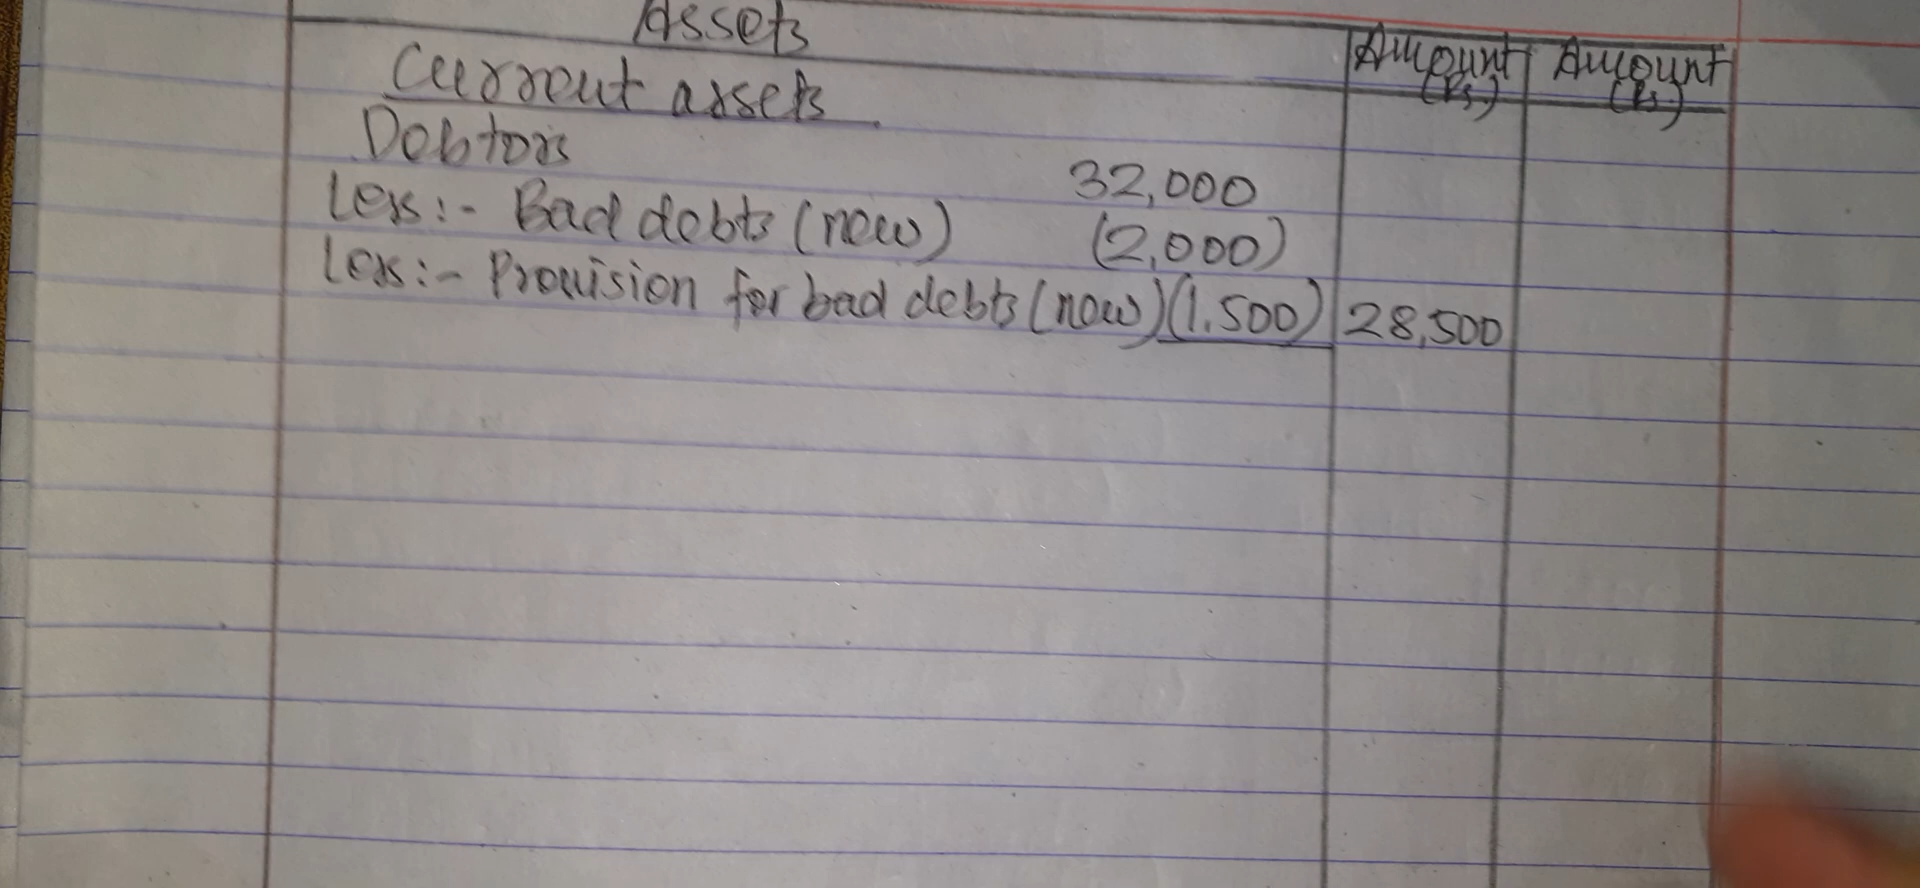 Assets
Amount (Rs.) Amount (Rs.)
Current assets
Debtors 32,000
Less:- Bad debts (new) (2,000)
Less:- Provision for bad debts (new) (1,500) 28,500